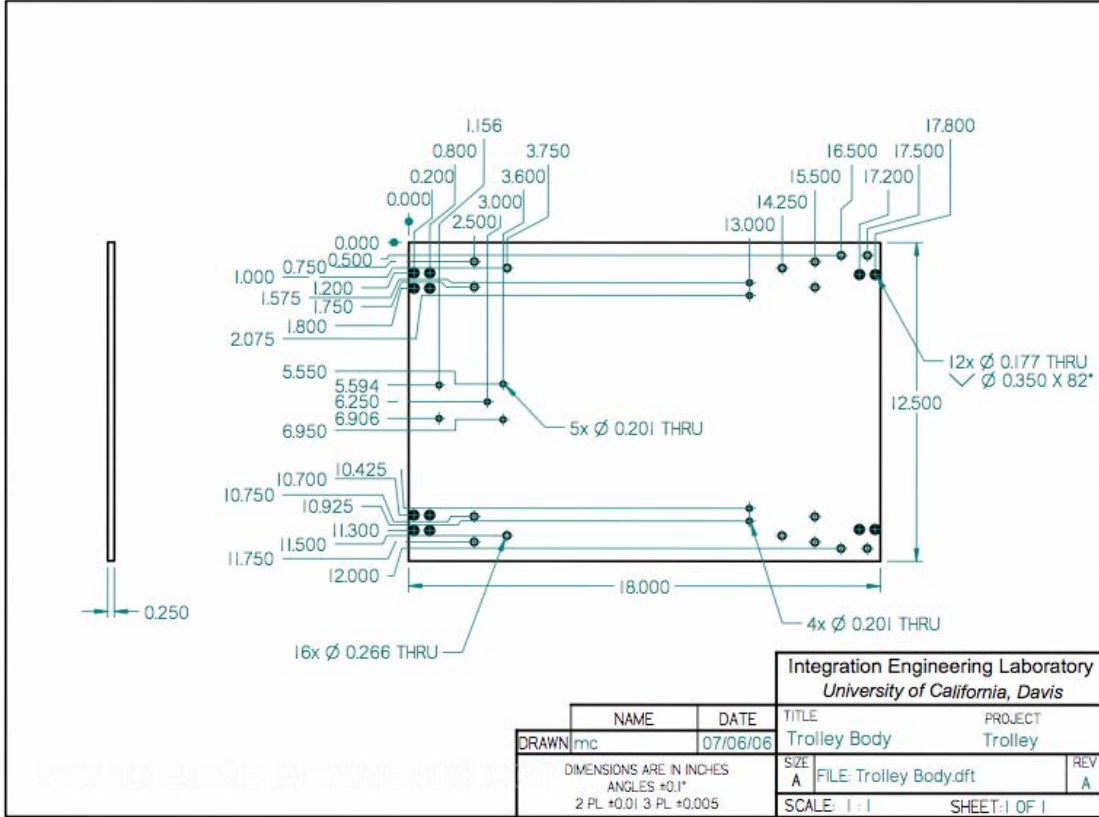 1.156
17.800
0.800
3.750
16.500
17.500
0.200
3.600
15.500
17.200
0.000
3.000
14.250
2.500
13.000
0.000
0.500
0.750
1.000
1.200
1.575
1.750
1.800
2.075
5.550
12x Ø 0.177 THRU
5.594
⌵ Ø 0.350 X 82°
6.250
12.500
6.906
6.950
5x Ø 0.201 THRU
10.425
10.700
10.750
10.925
11.300
11.500
11.750
12.000
18.000
0.250
4x Ø 0.201 THRU
16x Ø 0.266 THRU
Integration Engineering Laboratory
University of California, Davis
NAME DATE
TITLE PROJECT
DRAWN mc 07/06/06
Trolley Body Trolley
DIMENSIONS ARE IN INCHES
ANGLES ±0.1°
2 PL ±0.01 3 PL ±0.005
SIZE
A
FILE: Trolley Body.dft
REV
A
SCALE: 1 : 1 SHEET: 1 OF 1